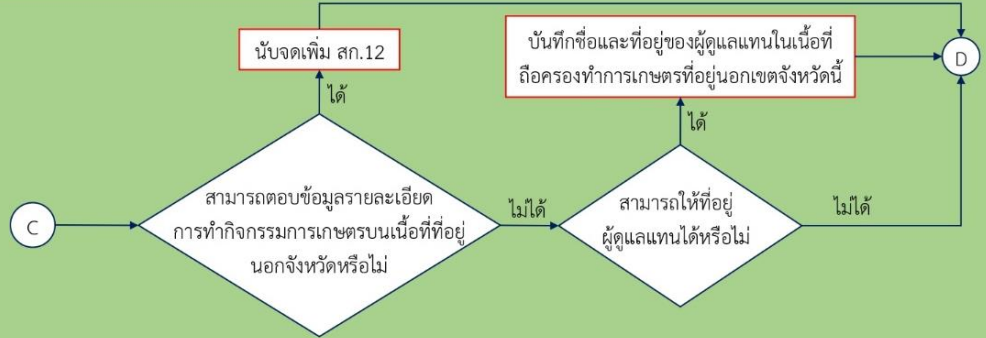 นับจดเพิ่ม สก.12
บันทึกชื่อและที่อยู่ของผู้ดูแลแทนในเนื้อที่
ถือครองทำการเกษตรที่อยู่นอกเขตจังหวัดนี้
D
ได้
ได้
สามารถตอบข้อมูลรายละเอียด
การทำกิจกรรมการเกษตรบนเนื้อที่ที่อยู่
นอกจังหวัดหรือไม่
C
ไม่ได้
สามารถให้ที่อยู่
ผู้ดูแลแทนได้หรือไม่
ไม่ได้